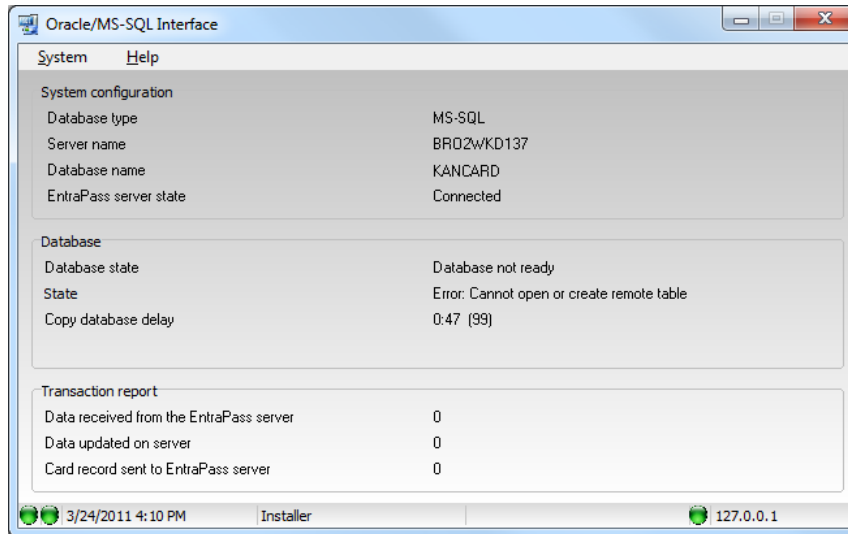 Oracle/MS-SQL Interface
System Help
System configuration
Database type MS-SQL
Server name BRO2WKD137
Database name KANCARD
EntraPass server state Connected
Database
Database state Database not ready
State Error: Cannot open or create remote table
Copy database delay 0:47 (99)
Transaction report
Data received from the EntraPass server 0
Data updated on server 0
Card record sent to EntraPass server 0
3/24/2011 4:10 PM Installer 127.0.0.1